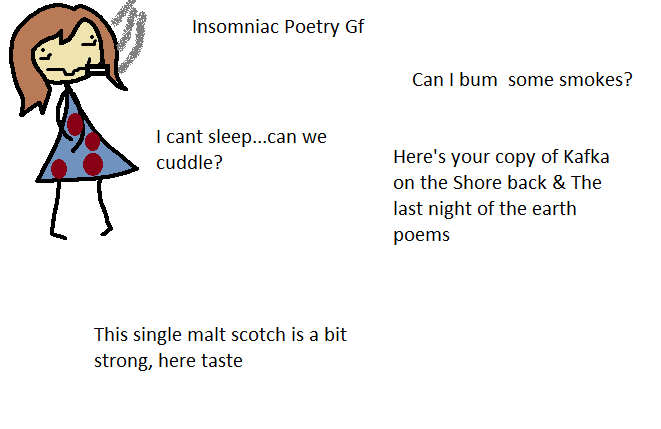 Insomniac Poetry Gf
Can I bum some smokes?
I cant sleep...can we
cuddle?
Here's your copy of Kafka
on the Shore back & The
last night of the earth
poems
This single malt scotch is a bit
strong, here taste